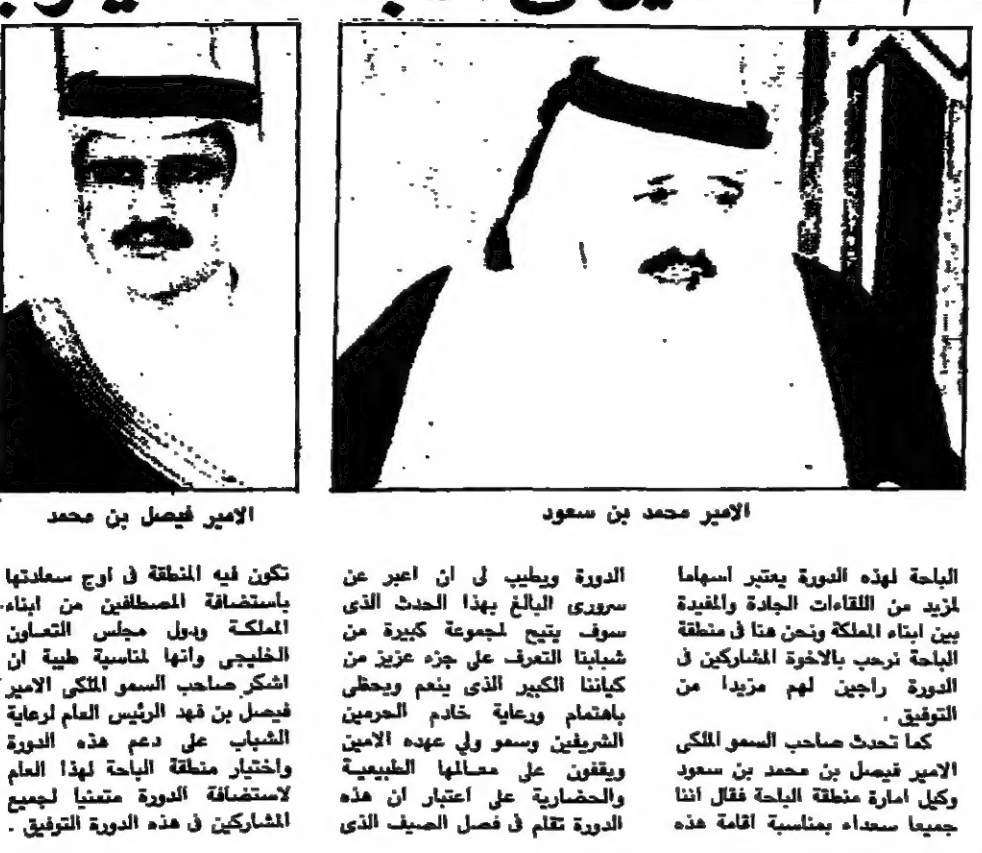 الامير محمد بن سعود
الامير فيصل بن محمد
الباحة لهذه الدورة يعتبر اسهاما
لمزيد من اللقاءات الجادة والمفيدة
بين ابناء المملكة ونحن هنا فى منطقة
الباحة نرحب بالاخوة المشاركين فى
الدورة راجين لهم مزيدا من
التوفيق .
كما تحدث صاحب السمو الملكى
الامير فيصل بن محمد بن سعود
وكيل امارة منطقة الباحة فقال اننا
جميعا سعداء بمناسبة اقامة هذه
الدورة ويطيب لى ان اعبر عن
سرورى البالغ بهذا الحدث الذى
سوف يتيح لمجموعة كبيرة من
شبابنا التعرف على جزء عزيز من
كياننا الكبير الذى ينعم ويحظى
باهتمام ورعاية خادم الحرمين
الشريفين وسمو ولي عهده الامين
ويقفون على معالمها الطبيعية
والحضارية على اعتبار ان هذه
الدورة تقام فى فصل الصيف الذى
تكون فيه المنطقة فى اوج سعادتها
باستضافة المصطافين من ابناء
المملكة ودول مجلس التعاون
الخليجى وأنها لمناسبة طيبة ان
اشكر صاحب السمو الملكى الامير
فيصل بن فهد الرئيس العام لرعاية
الشباب على دعم هذه الدورة
واختيار منطقة الباحة لهذا العام
لاستضافة الدورة متمنيا لجميع
المشاركين فى هذه الدورة التوفيق .